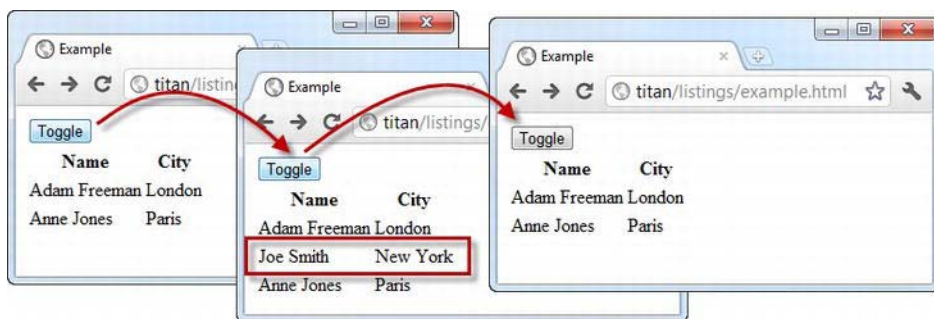 Example
titan/listin
Toggle
Name City
Adam Freeman London
Anne Jones Paris
Example
titan/listings/
Toggle
Name City
Adam Freeman London
Joe Smith New York
Anne Jones Paris
Example
titan/listings/example.html
Toggle
Name City
Adam Freeman London
Anne Jones Paris